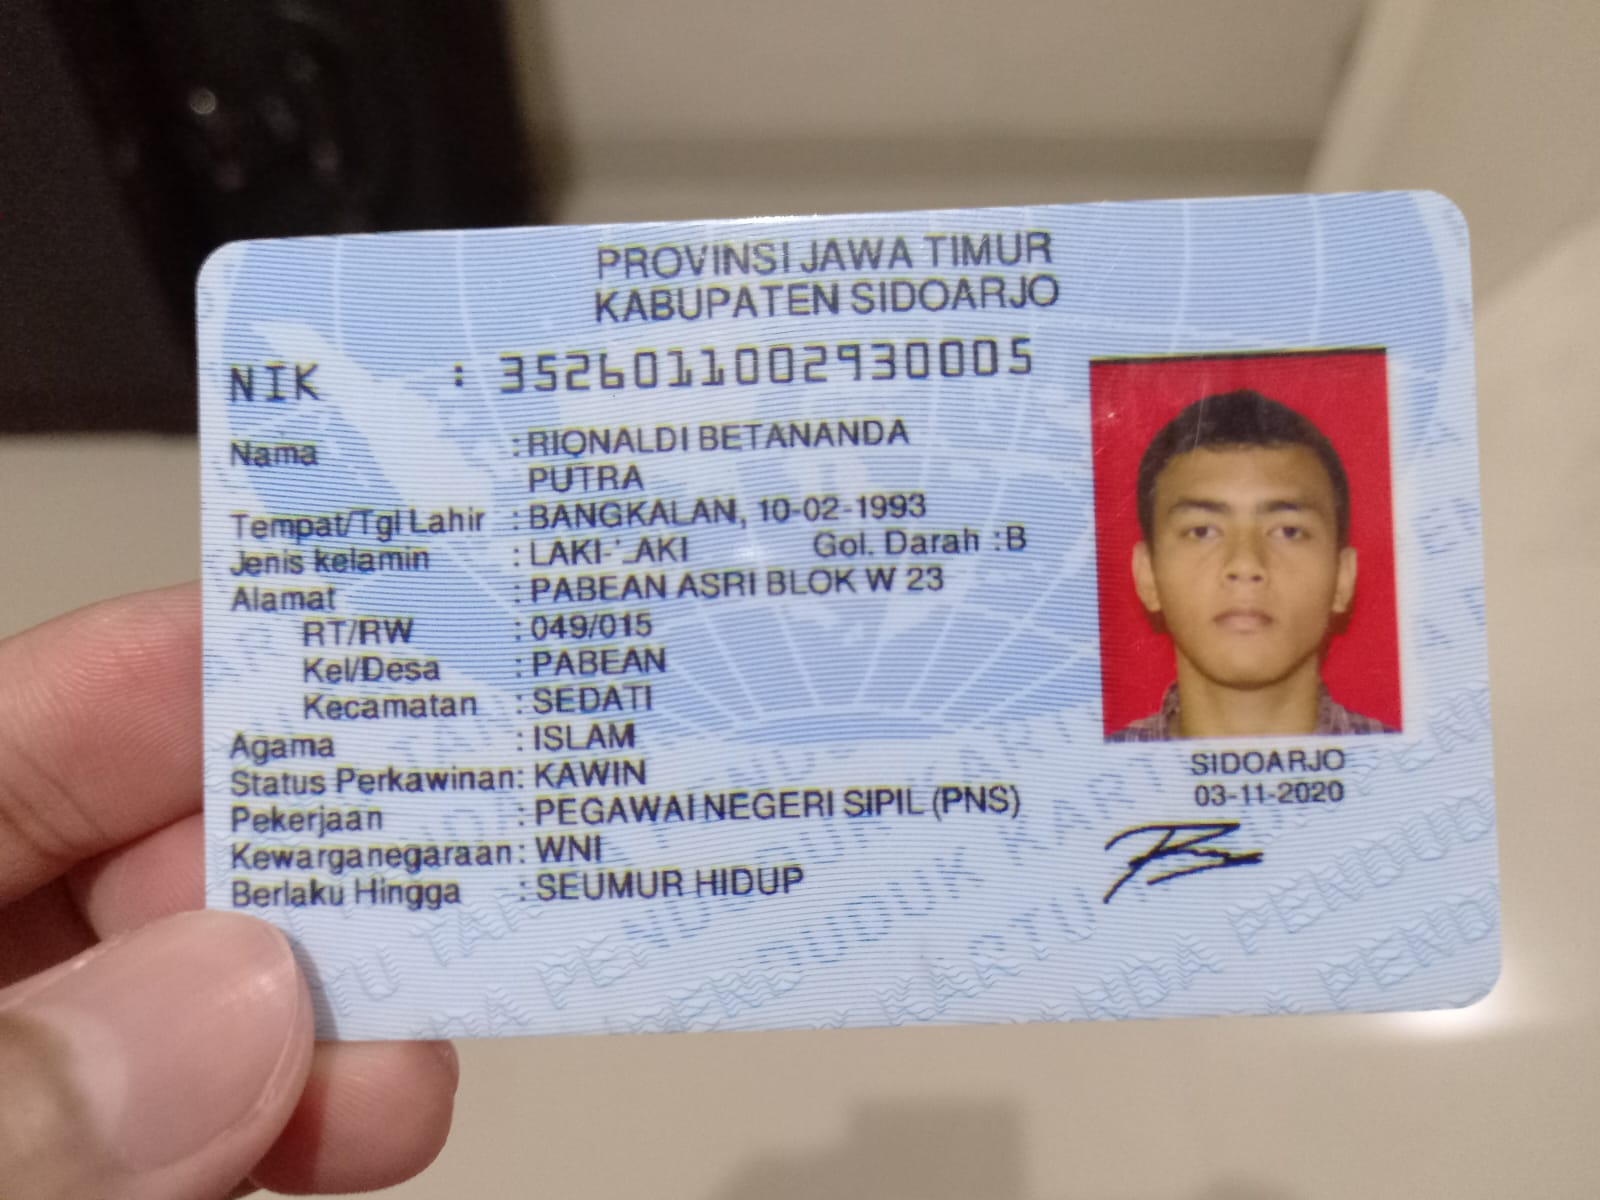 PROVINSI JAWA TIMUR
KABUPATEN SIDOARJO
NIK : 3526011002930005
Nama : RIONALDI BETANANDA
PUTRA
Tempat/Tgl Lahir : BANGKALAN, 10-02-1993
Jenis kelamin : LAKI-LAKI Gol. Darah : B
Alamat : PABEAN ASRI BLOK W 23
RT/RW : 049/015
Kel/Desa : PABEAN
Kecamatan : SEDATI
Agama : ISLAM
Status Perkawinan: KAWIN
Pekerjaan : PEGAWAI NEGERI SIPIL (PNS)
Kewarganegaraan: WNI
Berlaku Hingga : SEUMUR HIDUP
SIDOARJO
03-11-2020